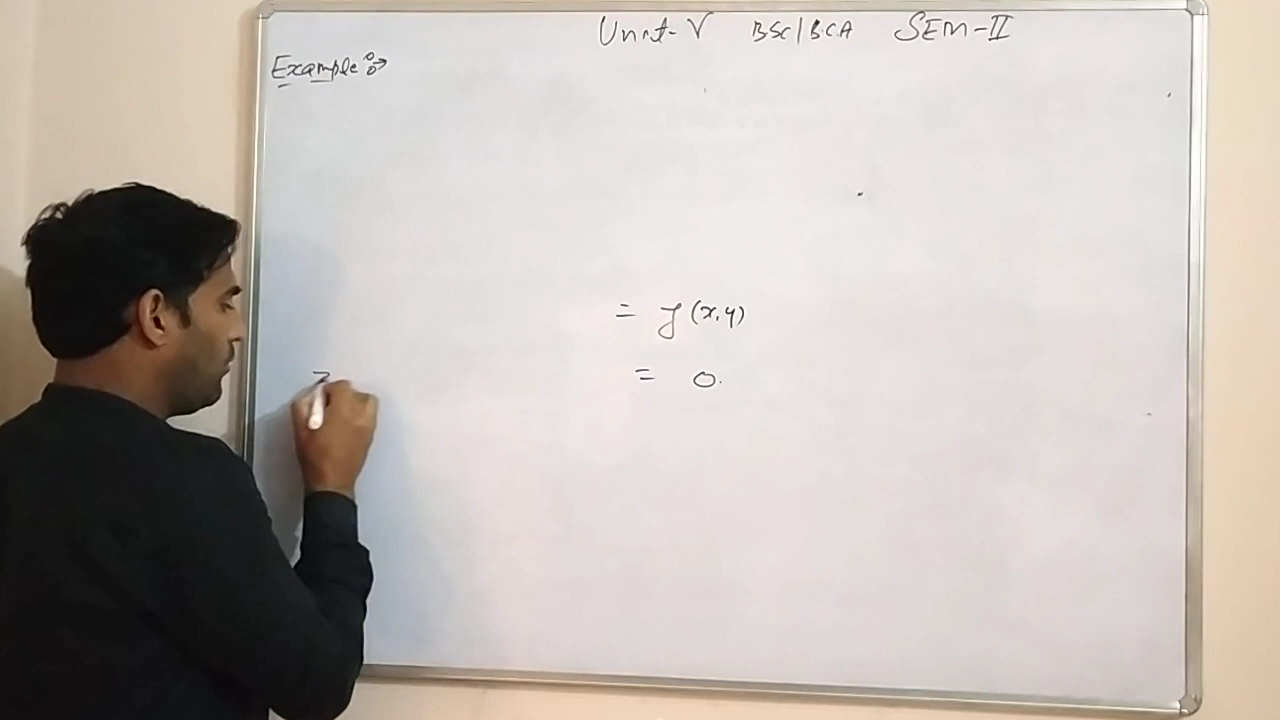 Unit-V BSC/BCA SEM-II
Example :→
= f(x,y)
= 0.